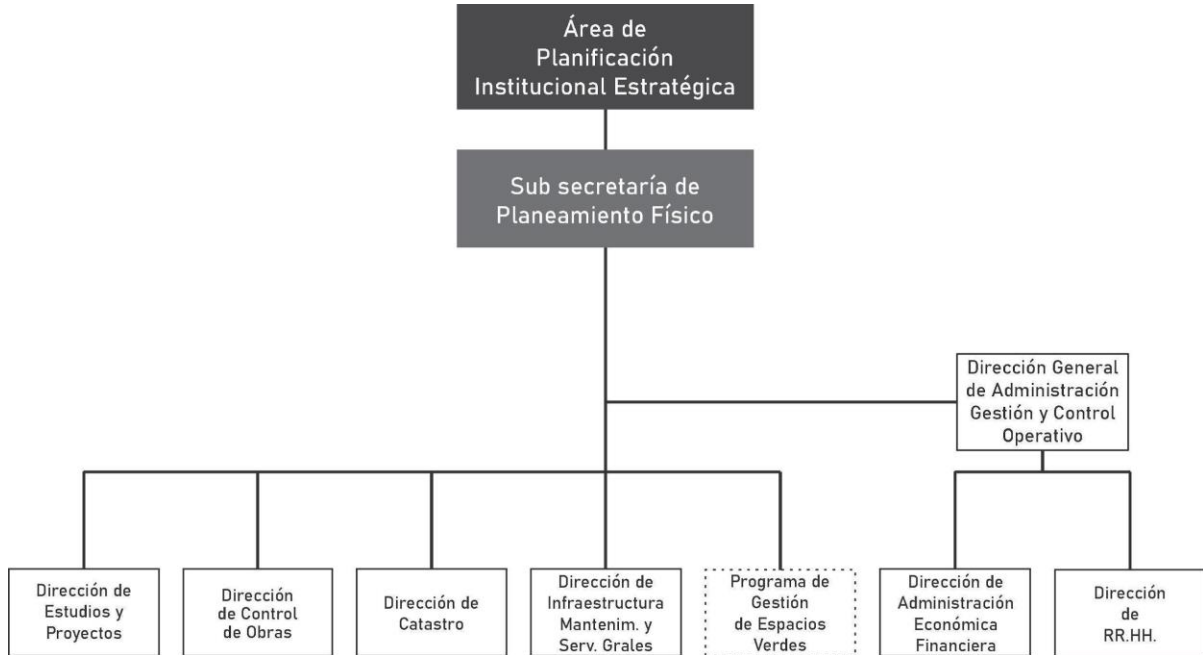 Área de
Planificación
Institucional Estratégica
Sub secretaría de
Planeamiento Físico
Dirección General
de Administración
Gestión y Control
Operativo
Dirección de
Estudios y
Proyectos
Dirección
de Control
de Obras
Dirección de
Catastro
Dirección de
Infraestructura
Mantenim. y
Serv. Grales
Programa de
Gestión
de Espacios
Verdes
Dirección de
Administración
Económica
Financiera
Dirección
de
RR.HH.